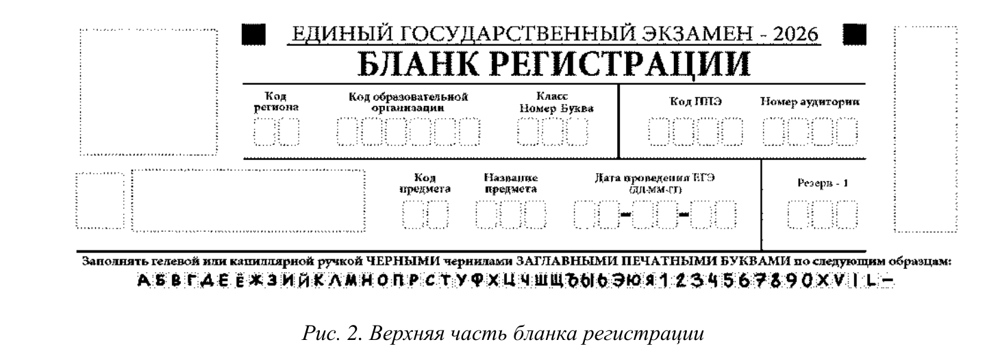 ЕДИНЫЙ ГОСУДАРСТВЕННЫЙ ЭКЗАМЕН - 2026
БЛАНК РЕГИСТРАЦИИ
Код региона
Код образовательной организации
Класс
Номер Буква
Код ППЭ
Номер аудитории
Код предмета
Название предмета
Дата проведения ЕГЭ
(ДД-ММ-ГГ)
Резерв - 1
Заполнять гелевой или капиллярной ручкой ЧЕРНЫМИ чернилами ЗАГЛАВНЫМИ ПЕЧАТНЫМИ БУКВАМИ по следующим образцам:
А Б В Г Д Е Ё Ж З И Й К Л М Н О П Р С Т У Ф Х Ц Ч Ш Щ Ъ Ы Ь Э Ю Я 1 2 3 4 5 6 7 8 9 0 X V I L –
Рис. 2. Верхняя часть бланка регистрации